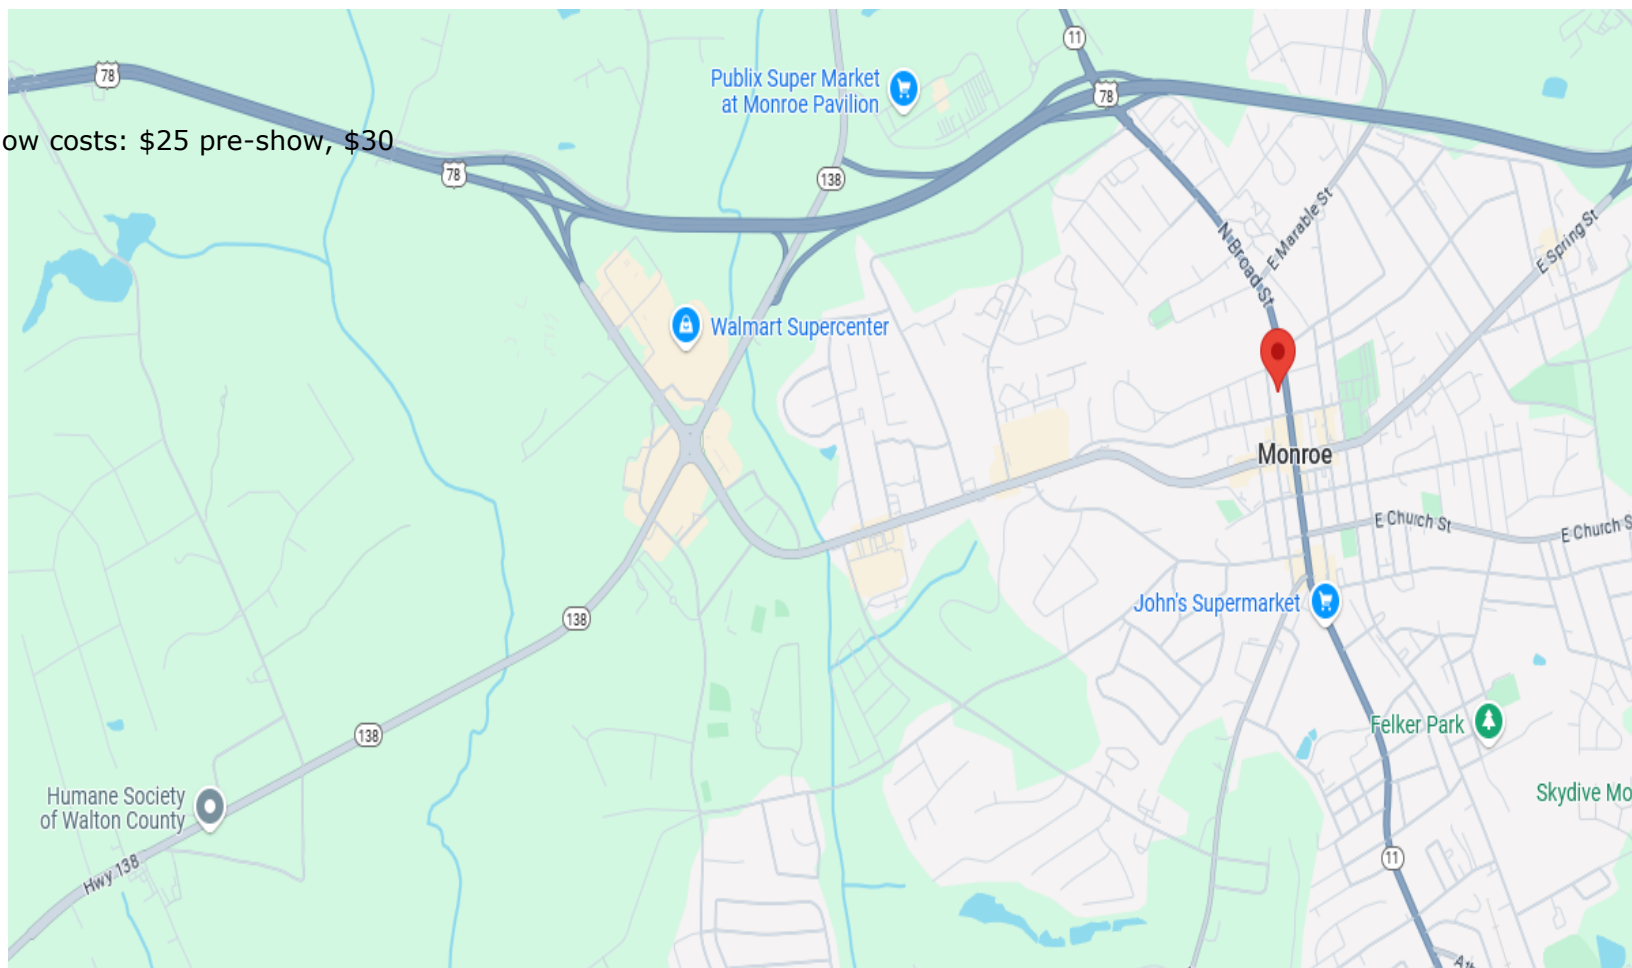 11
78
Publix Super Market
at Monroe Pavilion
78
ow costs: $25 pre-show, $30
78
138
E Marable St
E Spring St
N Broad St
Walmart Supercenter
Monroe
E Church St
E Church S
John's Supermarket
138
Felker Park
138
Humane Society
of Walton County
Skydive Mo
Hwy 138
11